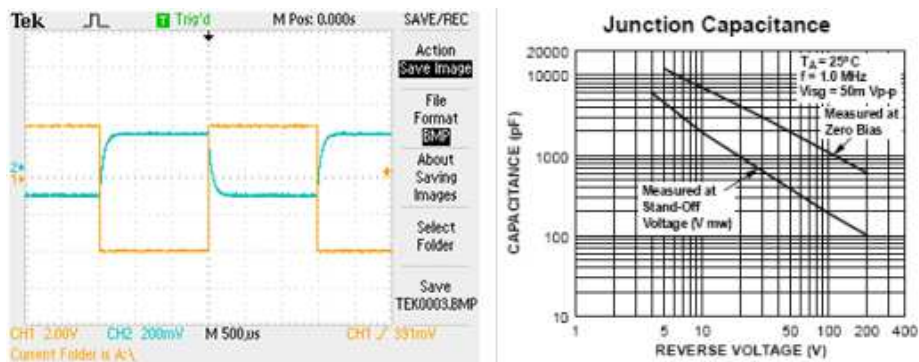 Tek Trig'd M Pos: 0.000s SAVE/REC
Action
Save Image
File
Format
BMP
About
Saving
Images
Select
Folder
Save
TEK0003.BMP
2
1
CH1 2.00V CH2 200mV M 500µs CH1 331mV
Current Folder is A:\
Junction Capacitance
TA = 25°C
f = 1.0 MHz
Visg = 50m Vp-p
Measured at
Zero Bias
Measured at
Stand-Off
Voltage (V mw)
CAPACITANCE (pF)
20000
10000
1000
100
10
1 5 10 50 100 200 400
REVERSE VOLTAGE (V)